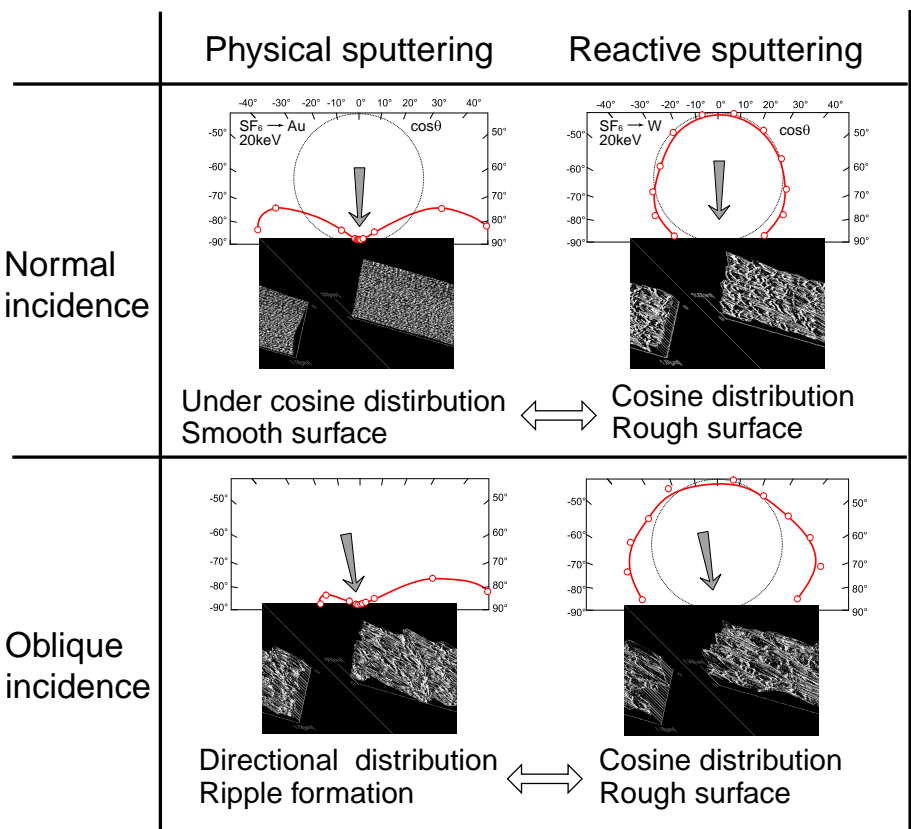 Physical sputtering
Reactive sputtering
Normal
incidence
-40° -30° -20° -10° 0° 10° 20° 30° 40°
SF6 → Au
20keV
cosθ
-50°
-60°
-70°
-80°
-90°
50°
60°
70°
80°
90°
-40° -30° -20° -10° 0° 10° 20° 30° 40°
SF6 → W
20keV
cosθ
-50°
-60°
-70°
-80°
-90°
50°
60°
70°
80°
90°
Under cosine distirbution
Smooth surface
Cosine distribution
Rough surface
Oblique
incidence
-50°
-60°
-70°
-80°
-90°
50°
60°
70°
80°
90°
-50°
-60°
-70°
-80°
-90°
50°
60°
70°
80°
90°
Directional distribution
Ripple formation
Cosine distribution
Rough surface